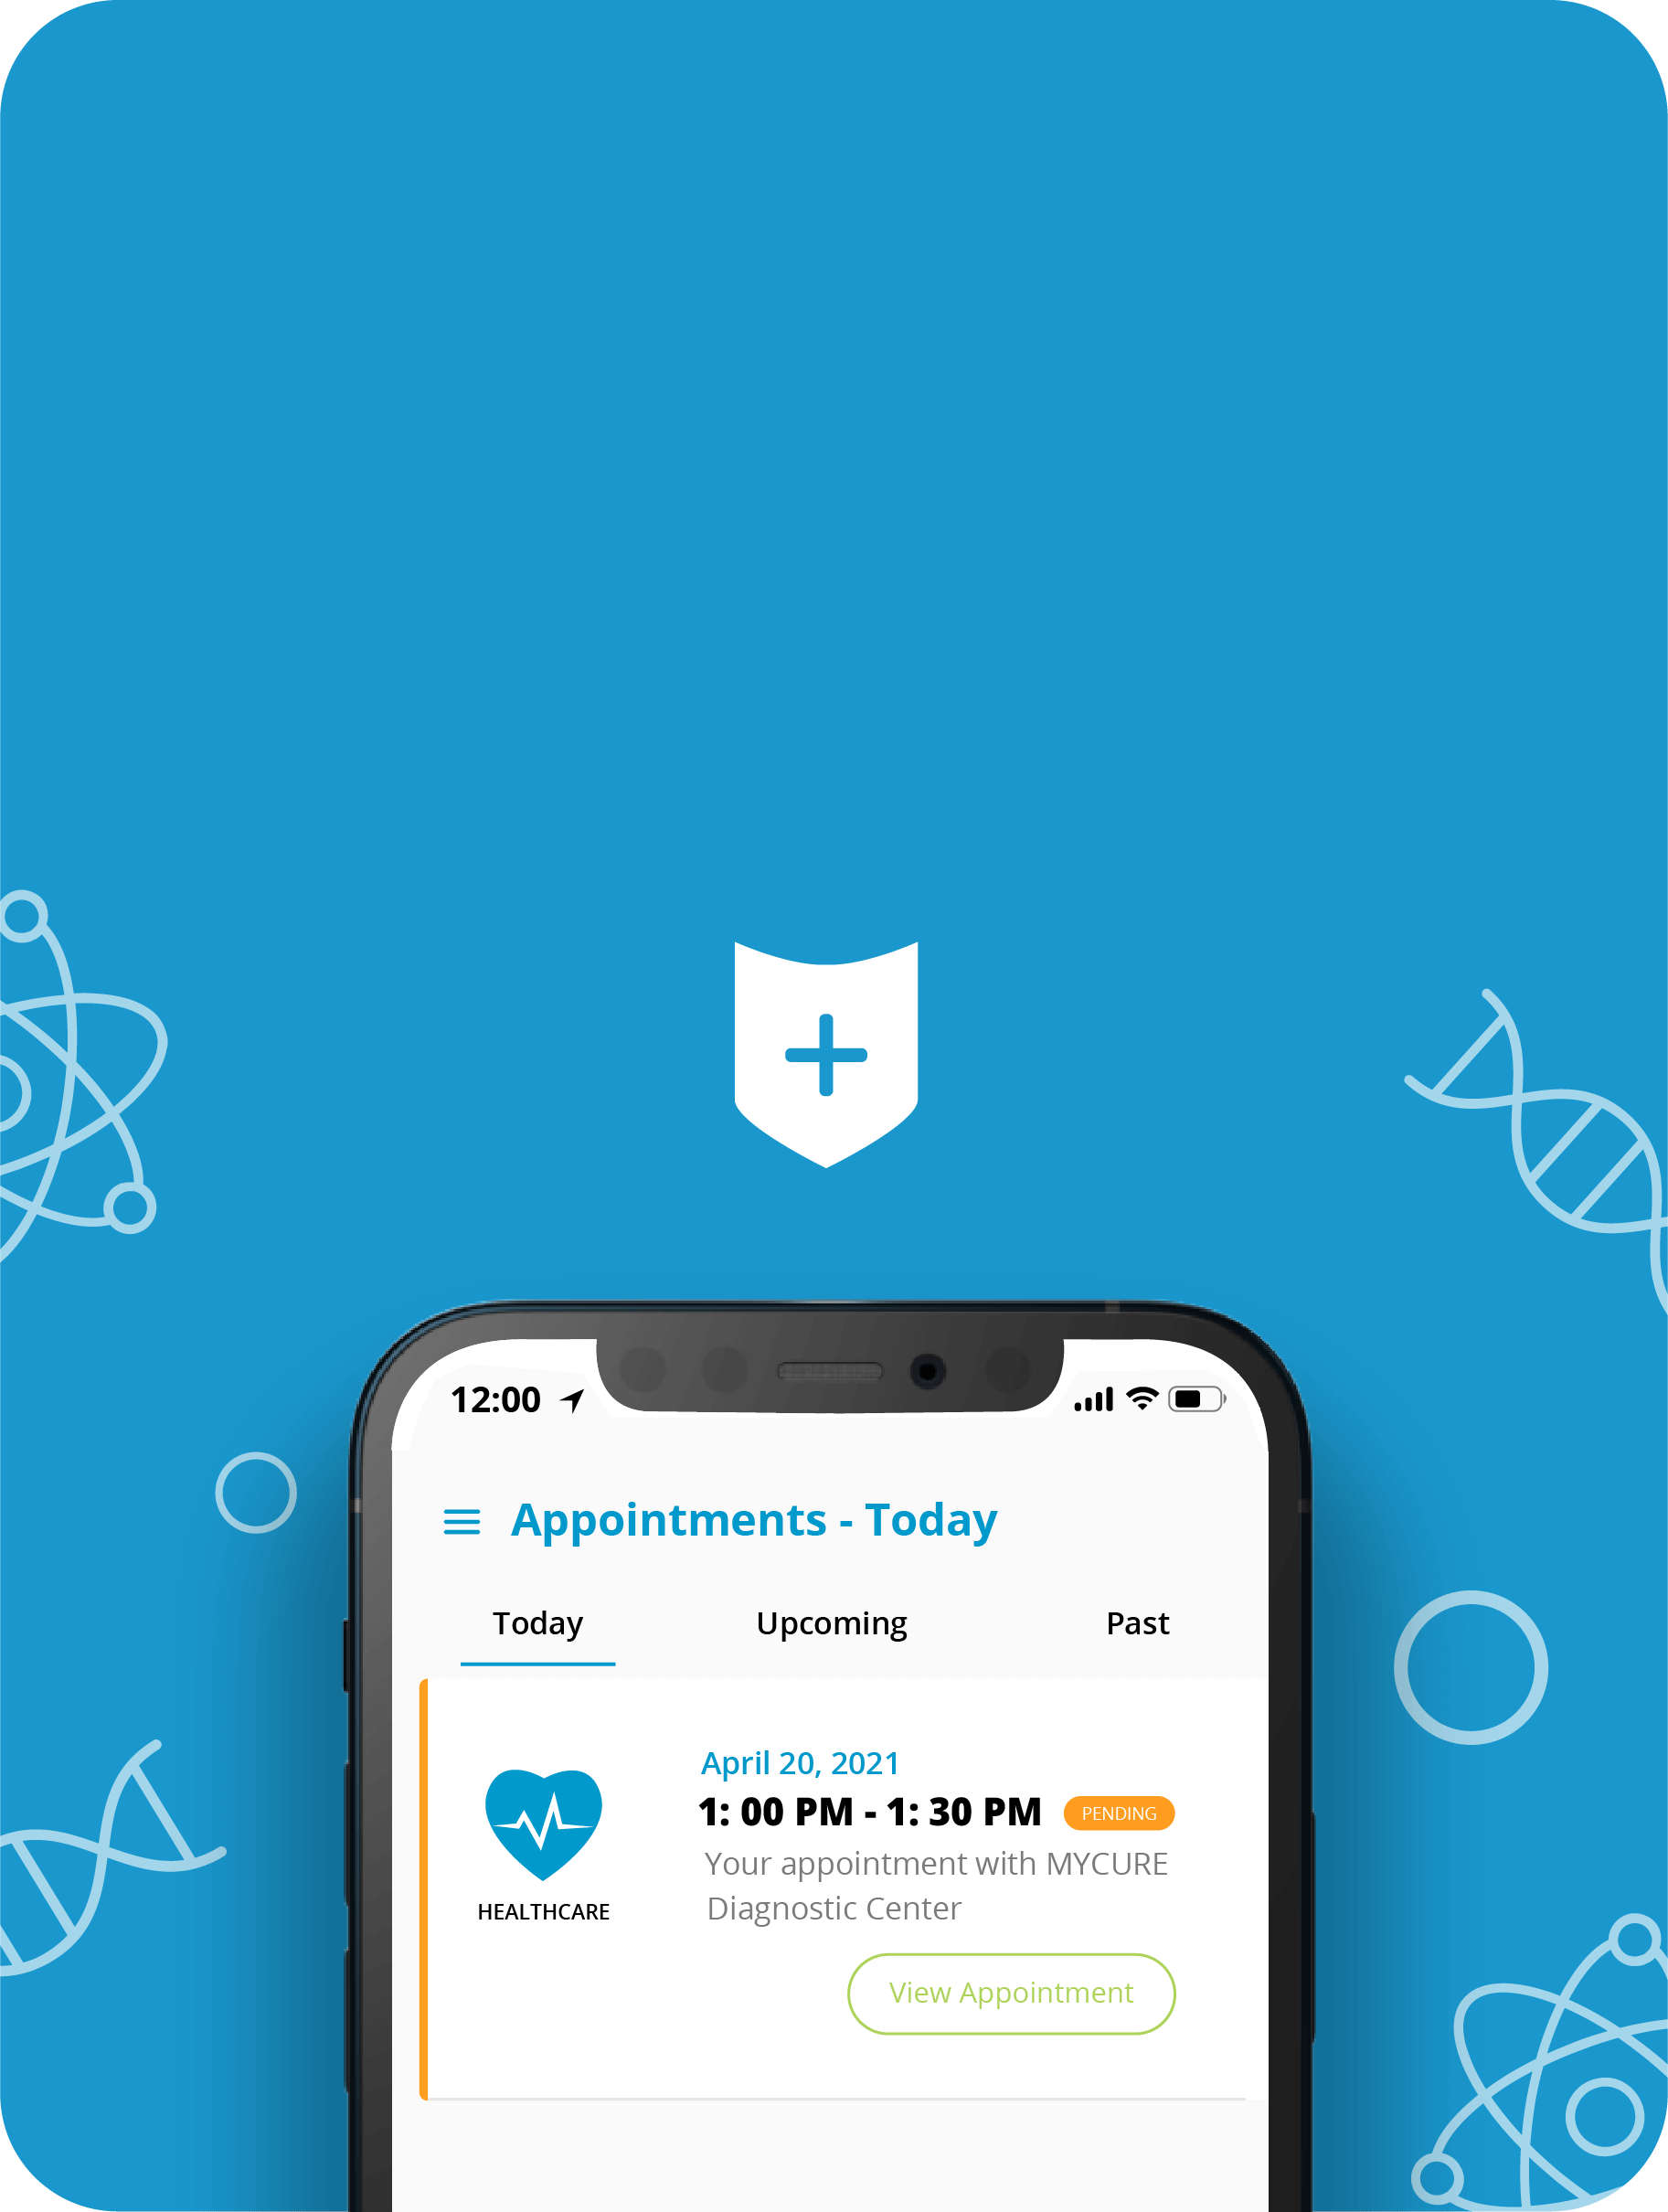 12:00
Appointments - Today
Today Upcoming Past
April 20, 2021
1: 00 PM - 1: 30 PM PENDING
Your appointment with MYCURE
Diagnostic Center
HEALTHCARE
View Appointment